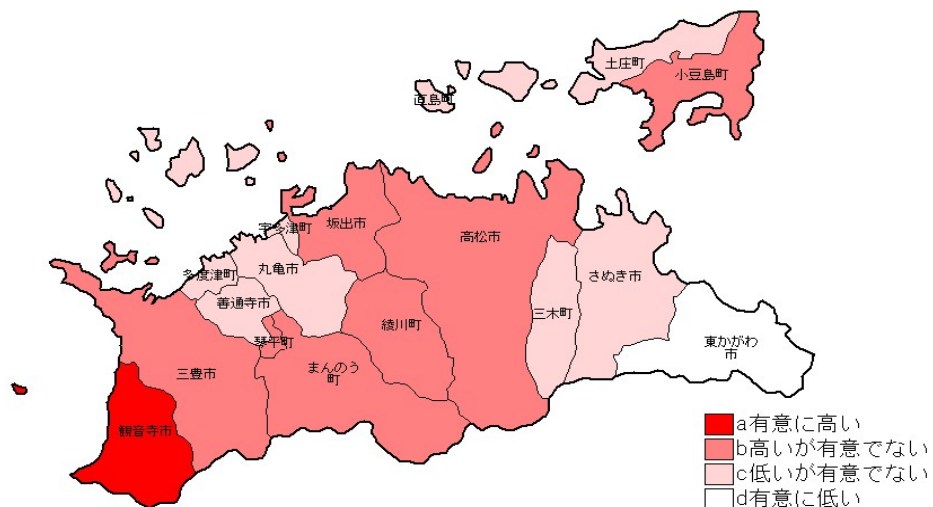 土庄町
小豆島町
直島町
宇多津町
坂出市
高松市
多度津町
丸亀市
さぬき市
善通寺市
三木町
綾川町
琴平町
東かがわ
市
三豊市
まんのう
町
観音寺市
a有意に高い
b高いが有意でない
c低いが有意でない
d有意に低い